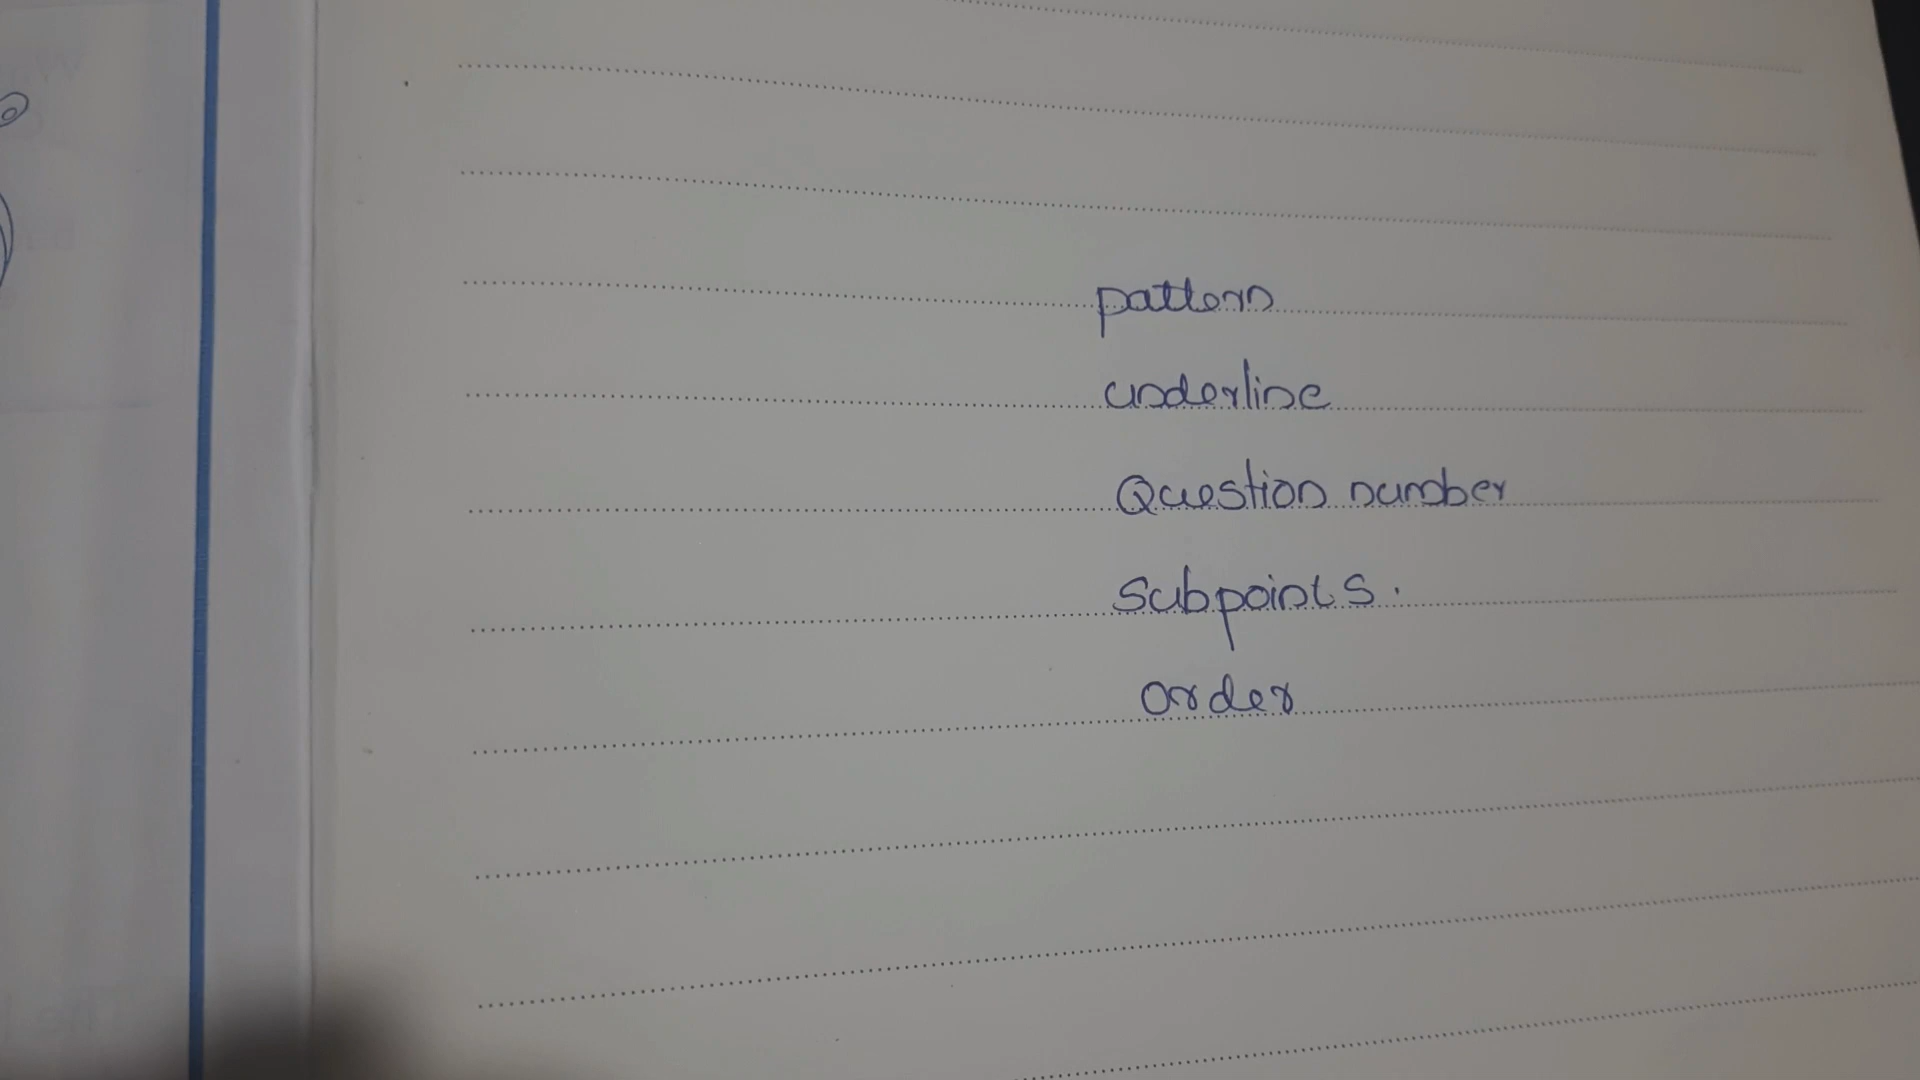 pattern
underline
Question number
Subpoints.
order